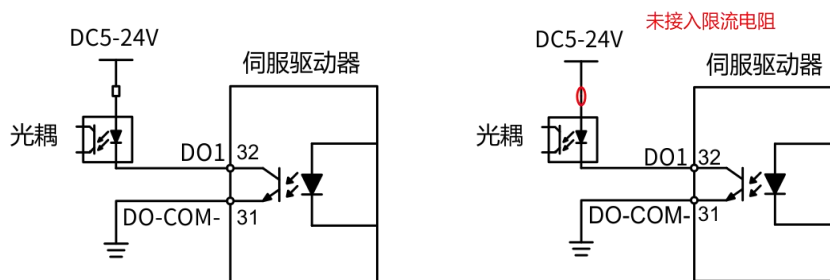 DC5-24V
伺服驱动器
光耦
DO1
32
DO-COM-
31
未接入限流电阻
DC5-24V
伺服驱动器
光耦
DO1
32
DO-COM-
31